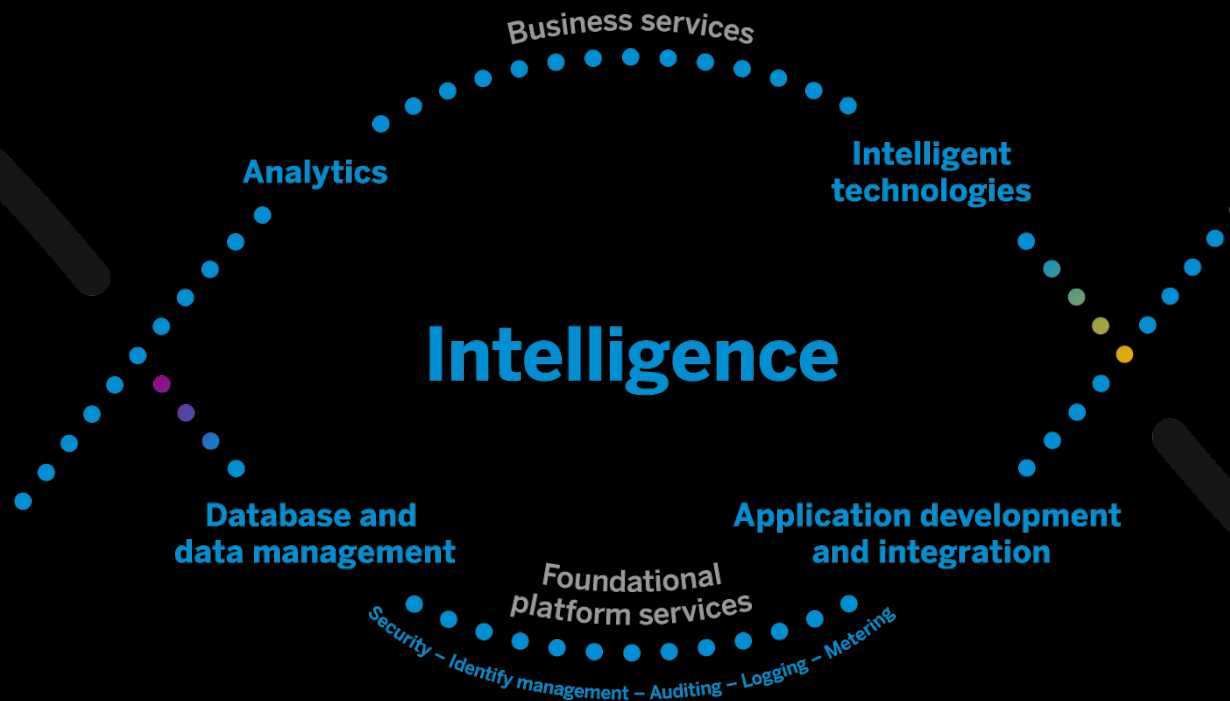 Business services
Analytics
Intelligent
technologies
Intelligence
Database and
data management
Application development
and integration
Foundational
platform services
Security – Identify management – Auditing – Logging – Metering